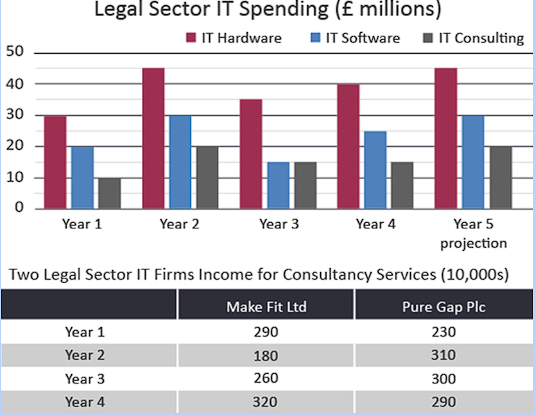 Legal Sector IT Spending (£ millions)
IT Hardware IT Software IT Consulting
50
40
30
20
10
0
Year 1 Year 2 Year 3 Year 4 Year 5
projection
Two Legal Sector IT Firms Income for Consultancy Services (10,000s)
Make Fit Ltd Pure Gap Plc
Year 1 290 230
Year 2 180 310
Year 3 260 300
Year 4 320 290